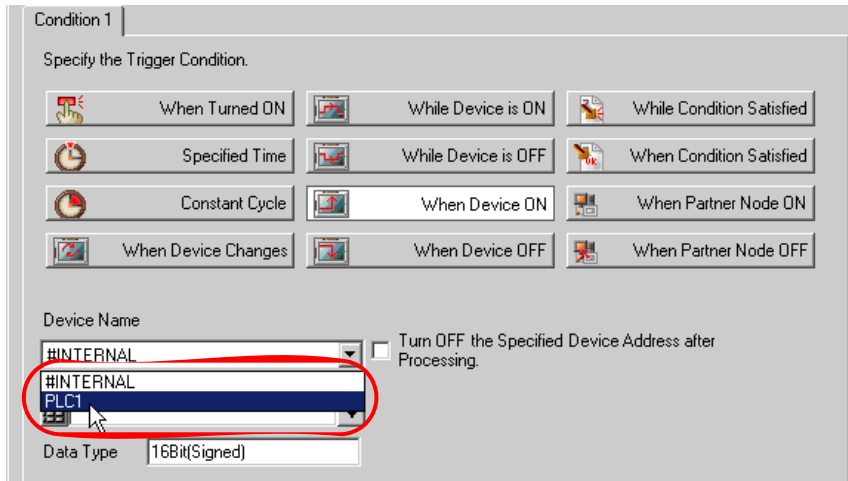 Condition 1
Specify the Trigger Condition.
When Turned ON
While Device is ON
While Condition Satisfied
Specified Time
While Device is OFF
When Condition Satisfied
Constant Cycle
When Device ON
When Partner Node ON
When Device Changes
When Device OFF
When Partner Node OFF
Device Name
#INTERNAL
Turn OFF the Specified Device Address after
Processing.
#INTERNAL
PLC1
Data Type 16Bit(Signed)